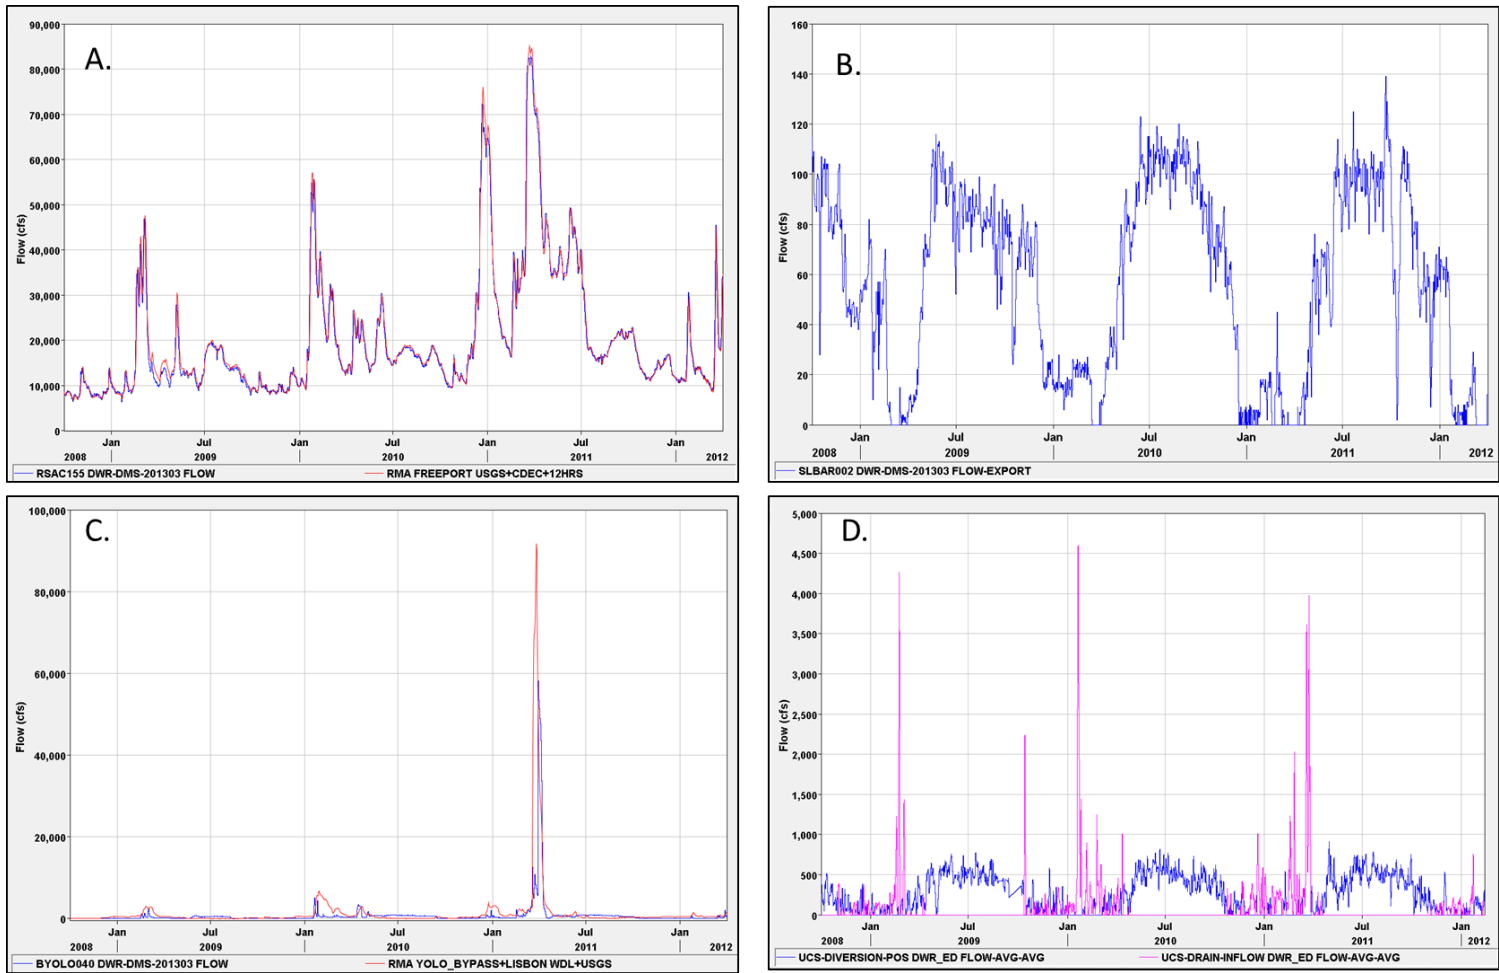 A.
90,000
80,000
70,000
60,000
50,000
40,000
30,000
20,000
10,000
0
Flow (cfs)
Jan Jul Jan Jul Jan Jul Jan
2008 2009 2010 2011 2012
RSAC155 DWR-DMS-201303 FLOW RMA FREEPORT USGS+CDEC+12HRS
B.
160
140
120
100
80
60
40
20
0
Flow (cfs)
Jan Jul Jan Jul Jan Jul Jan
2008 2009 2010 2011 2012
SLBAR002 DWR-DMS-201303 FLOW-EXPORT
C.
100,000
80,000
60,000
40,000
20,000
0
Flow (cfs)
Jan Jul Jan Jul Jan Jul Jan
2008 2009 2010 2011 2012
BYOLO040 DWR-DMS-201303 FLOW RMA YOLO_BYPASS+LISBON WDL+USGS
D.
5,000
4,500
4,000
3,500
3,000
2,500
2,000
1,500
1,000
500
0
Flow (cfs)
Jan Jul Jan Jul Jan Jul Jan
2008 2009 2010 2011 2012
UCS-DIVERSION-POS DWR_ED FLOW-AVG-AVG UCS-DRAIN-INFLOW DWR_ED FLOW-AVG-AVG